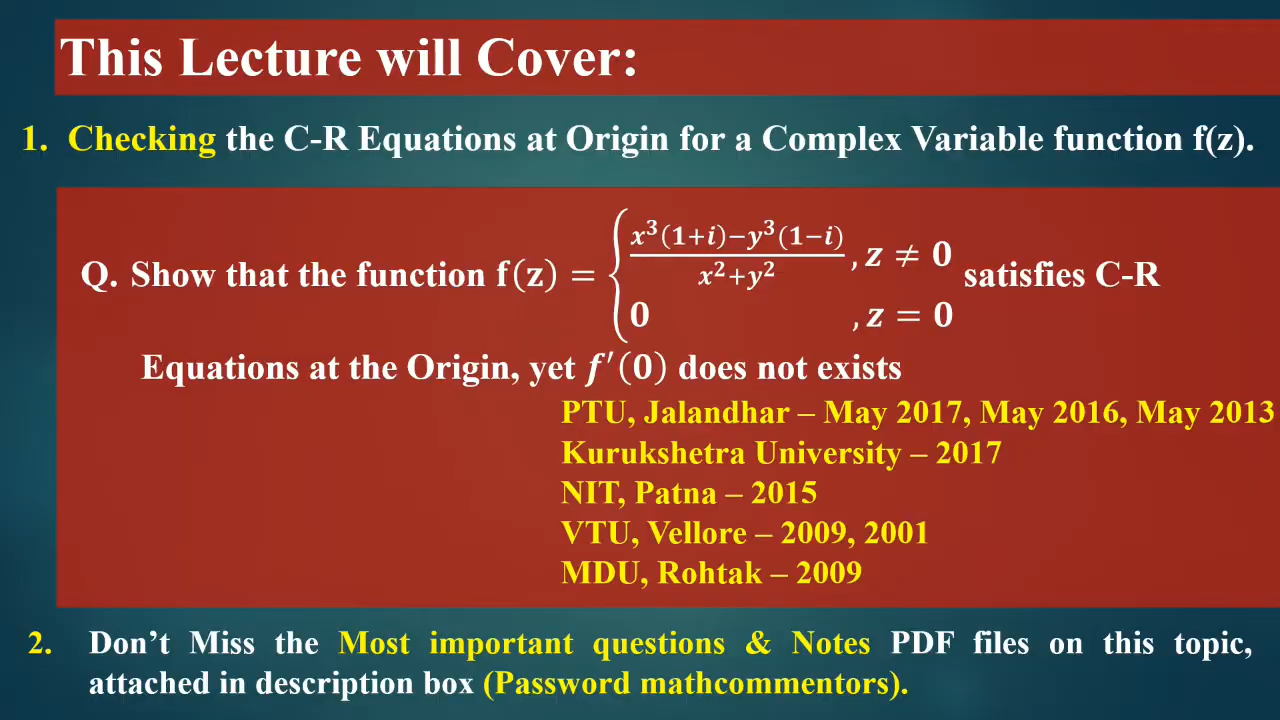 This Lecture will Cover:
1. Checking the C-R Equations at Origin for a Complex Variable function f(z).
Q. Show that the function f(z) = { x³(1+i)−y³(1−i) / x²+y² , z ≠ 0 satisfies C-R
0 , z = 0
Equations at the Origin, yet f′(0) does not exists
PTU, Jalandhar – May 2017, May 2016, May 2013
Kurukshetra University – 2017
NIT, Patna – 2015
VTU, Vellore – 2009, 2001
MDU, Rohtak – 2009
2. Don’t Miss the Most important questions & Notes PDF files on this topic,
attached in description box (Password mathcommentors).